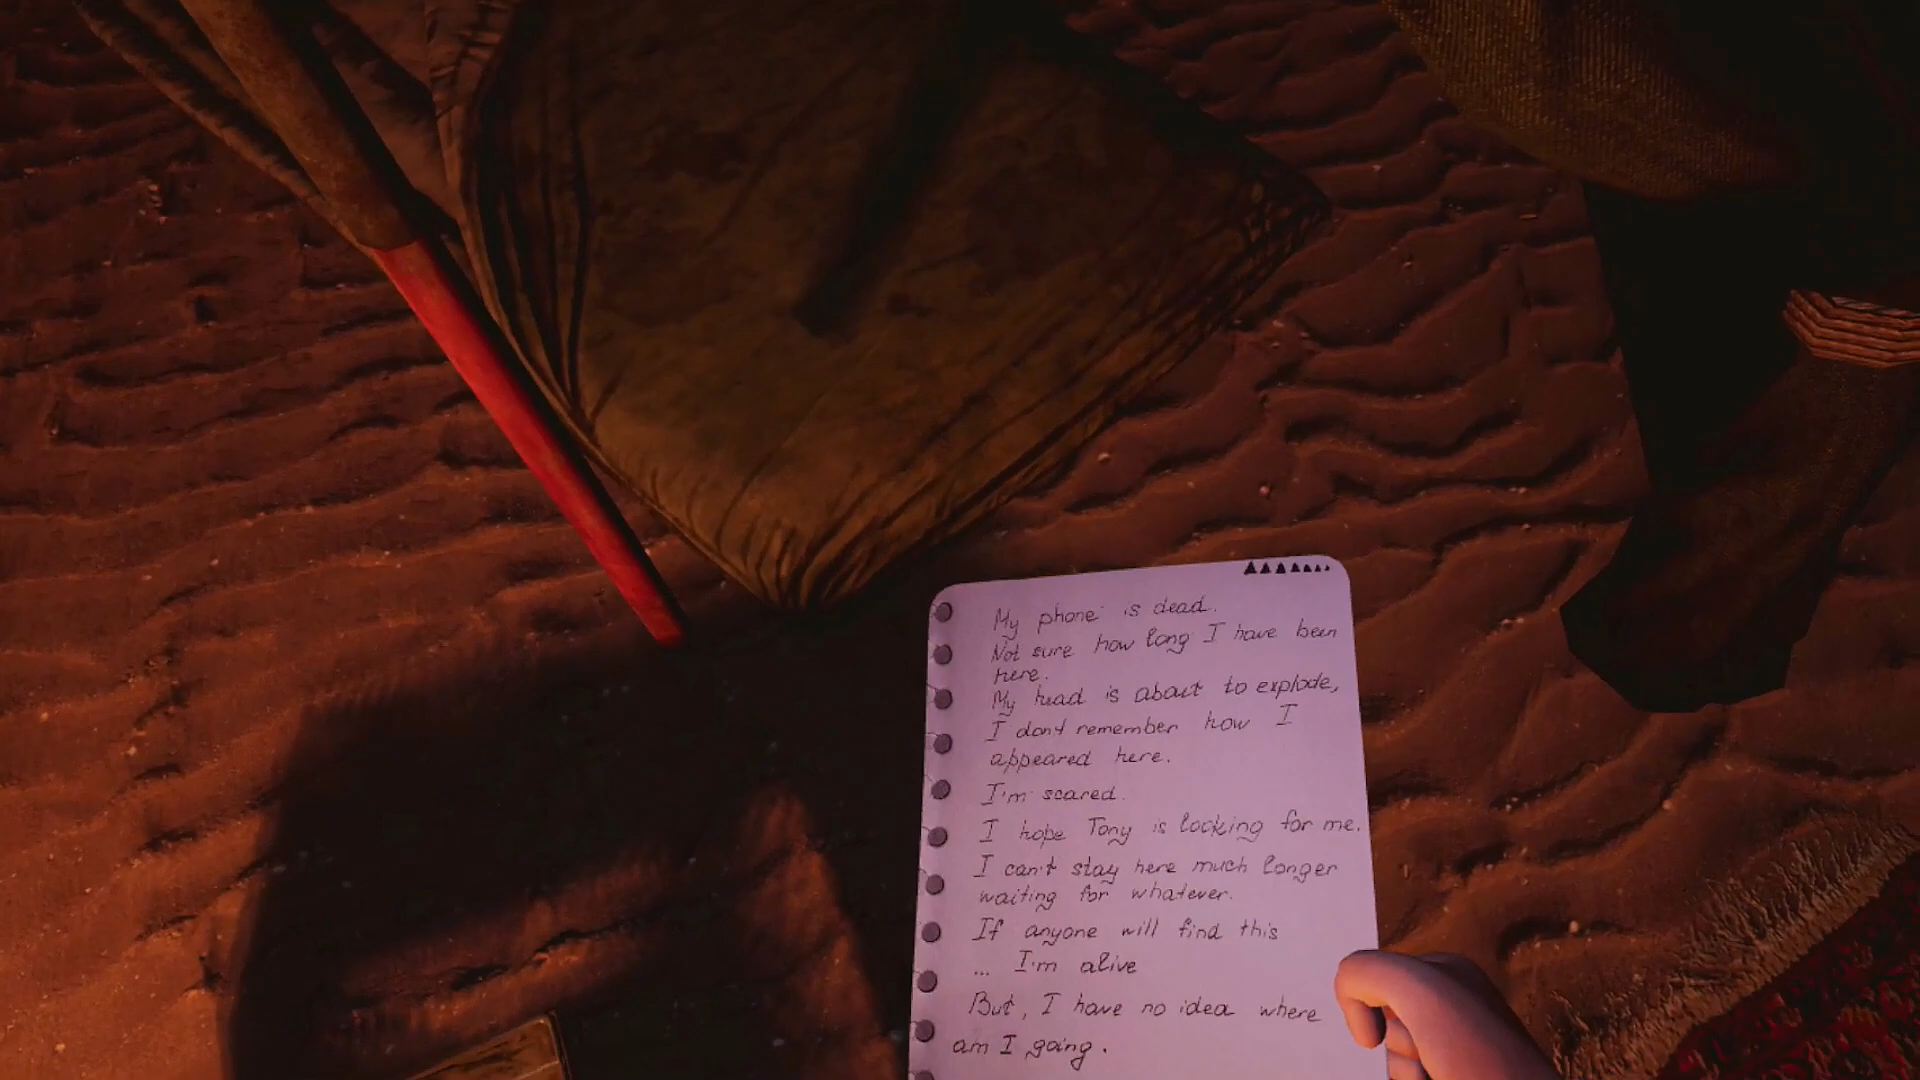 My phone is dead.
Not sure how long I have been
here.
My head is about to explode,
I don't remember how I
appeared here.
I'm scared.
I hope Tony is looking for me.
I can't stay here much longer
waiting for whatever.
If anyone will find this
... I'm alive
But, I have no idea where
am I going.